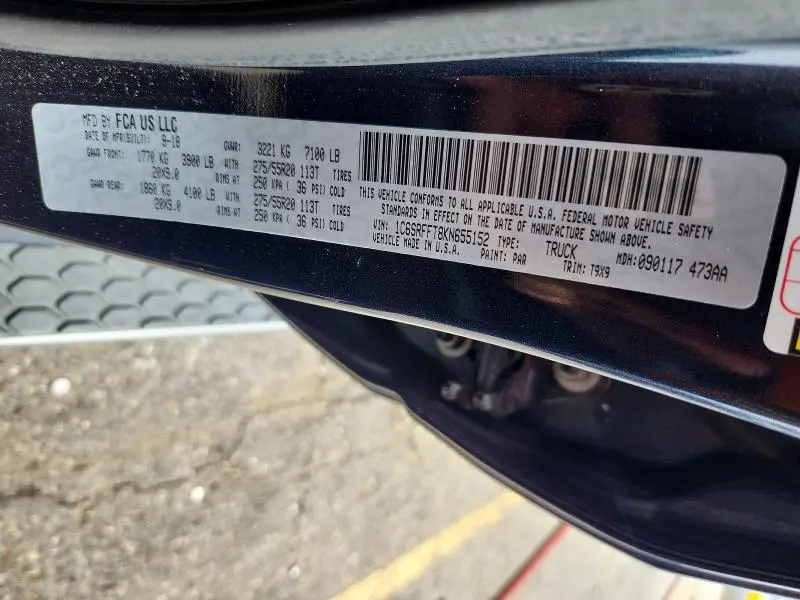 MFD BY FCA US LLC
DATE OF MFR(BUILT): 9-18 GVWR: 3221 KG 7100 LB
GAWR FRONT: 1770 KG 3900 LB WITH 275/55R20 113T TIRES
20X9.0 RIMS AT 250 KPA ( 36 PSI) COLD
GAWR REAR: 1860 KG 4100 LB WITH 275/55R20 113T TIRES
20X9.0 RIMS AT 250 KPA ( 36 PSI) COLD
THIS VEHICLE CONFORMS TO ALL APPLICABLE U.S.A. FEDERAL MOTOR VEHICLE SAFETY
STANDARDS IN EFFECT ON THE DATE OF MANUFACTURE SHOWN ABOVE.
VIN: 1C6SRFFT8KN655152 TYPE: TRUCK MDH: 090117 473AA
VEHICLE MADE IN U.S.A. PAINT: PAR TRIM: T9X9